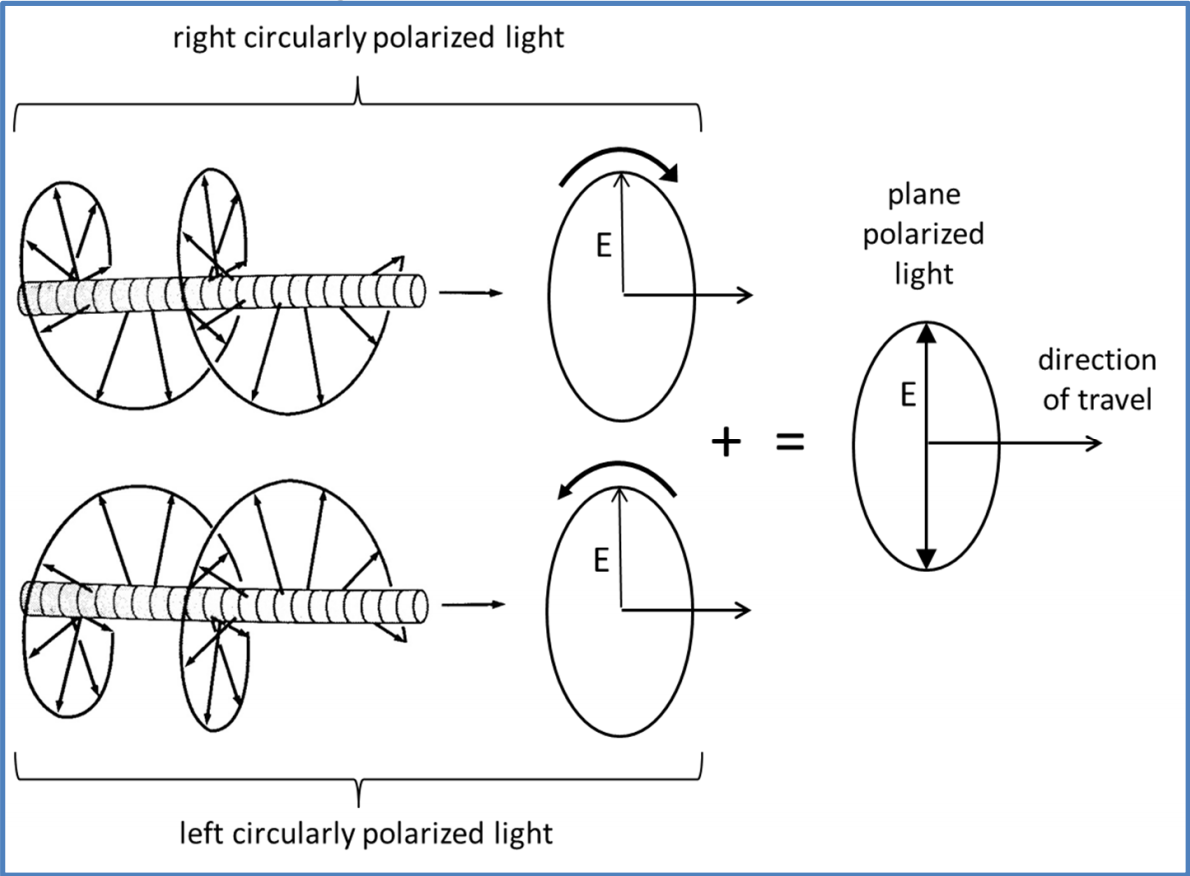 right circularly polarized light
E
plane
polarized
light
E
direction
of travel
+ =
E
left circularly polarized light